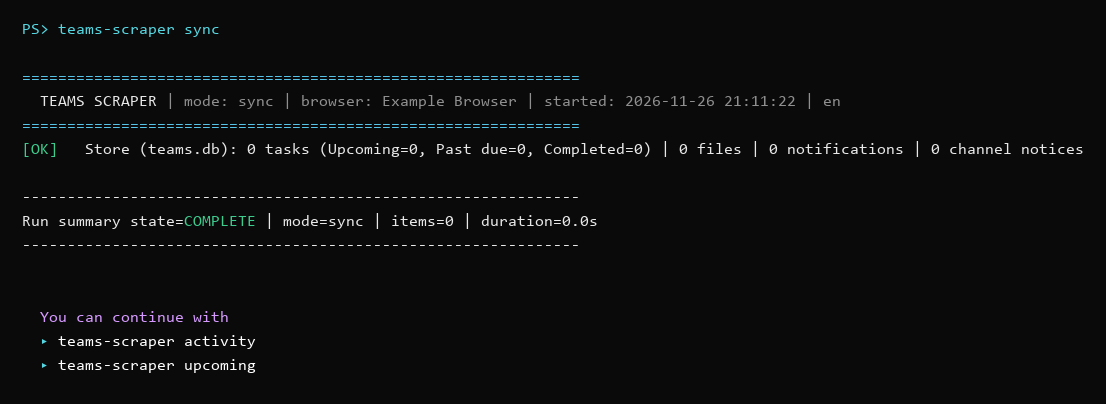 PS> teams-scraper sync
==============================================================
TEAMS SCRAPER | mode: sync | browser: Example Browser | started: 2026-11-26 21:11:22 | en
==============================================================
[OK]   Store (teams.db): 0 tasks (Upcoming=0, Past due=0, Completed=0) | 0 files | 0 notifications | 0 channel notices
--------------------------------------------------------------
Run summary state=COMPLETE | mode=sync | items=0 | duration=0.0s
--------------------------------------------------------------
You can continue with
▸ teams-scraper activity
▸ teams-scraper upcoming